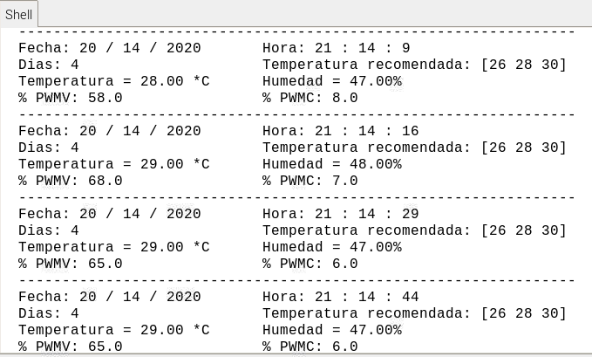 Shell
----------------------------------------------------------------
Fecha: 20 / 14 / 2020 Hora: 21 : 14 : 9
Dias: 4 Temperatura recomendada: [26 28 30]
Temperatura = 28.00 *C Humedad = 47.00%
% PWMV: 58.0 % PWMC: 8.0
----------------------------------------------------------------
Fecha: 20 / 14 / 2020 Hora: 21 : 14 : 16
Dias: 4 Temperatura recomendada: [26 28 30]
Temperatura = 29.00 *C Humedad = 48.00%
% PWMV: 68.0 % PWMC: 7.0
----------------------------------------------------------------
Fecha: 20 / 14 / 2020 Hora: 21 : 14 : 29
Dias: 4 Temperatura recomendada: [26 28 30]
Temperatura = 29.00 *C Humedad = 47.00%
% PWMV: 65.0 % PWMC: 6.0
----------------------------------------------------------------
Fecha: 20 / 14 / 2020 Hora: 21 : 14 : 44
Dias: 4 Temperatura recomendada: [26 28 30]
Temperatura = 29.00 *C Humedad = 47.00%
% PWMV: 65.0 % PWMC: 6.0